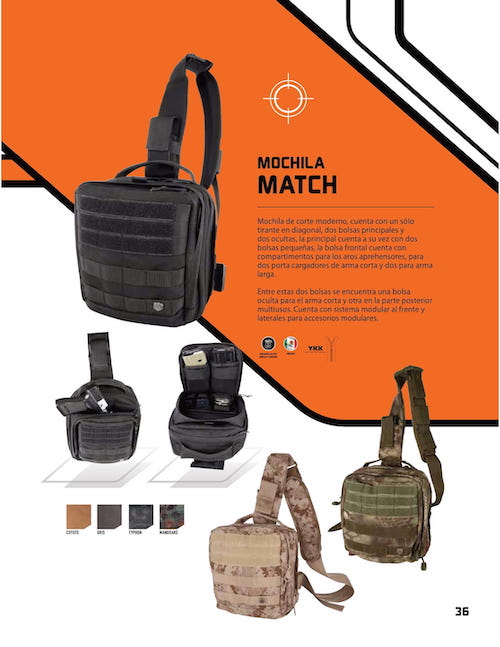 MOCHILA
MATCH
Mochila de corte moderno, cuenta con un sólo
tirante en diagonal, dos bolsas principales y
dos ocultas, la principal cuenta a su vez con dos
bolsas pequeñas, la bolsa frontal cuenta con
compartimentos para los aros aprehensores, para
dos porta cargadores de arma corta y dos para arma
larga.
Entre estas dos bolsas se encuentra una bolsa
oculta para el arma corta y otra en la parte posterior
multiusos. Cuenta con sistema modular al frente y
laterales para accesorios modulares.
YKK
COYOTE
GRIS
TYPHON
MANDRAKE
36